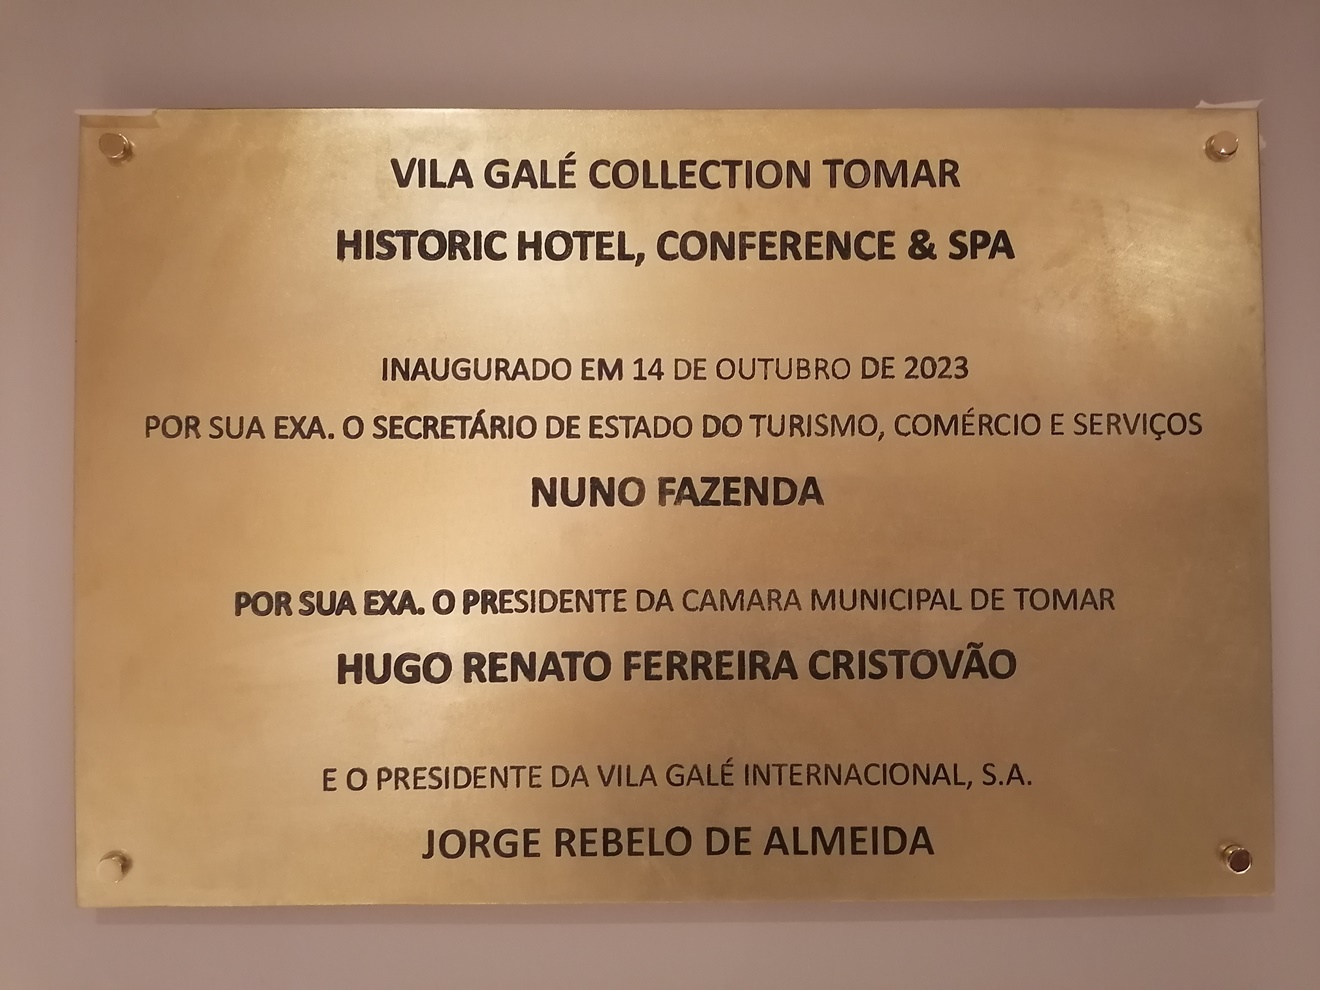 VILA GALÉ COLLECTION TOMAR
HISTORIC HOTEL, CONFERENCE & SPA
INAUGURADO EM 14 DE OUTUBRO DE 2023
POR SUA EXA. O SECRETÁRIO DE ESTADO DO TURISMO, COMÉRCIO E SERVIÇOS
NUNO FAZENDA
POR SUA EXA. O PRESIDENTE DA CAMARA MUNICIPAL DE TOMAR
HUGO RENATO FERREIRA CRISTOVÃO
E O PRESIDENTE DA VILA GALÉ INTERNACIONAL, S.A.
JORGE REBELO DE ALMEIDA